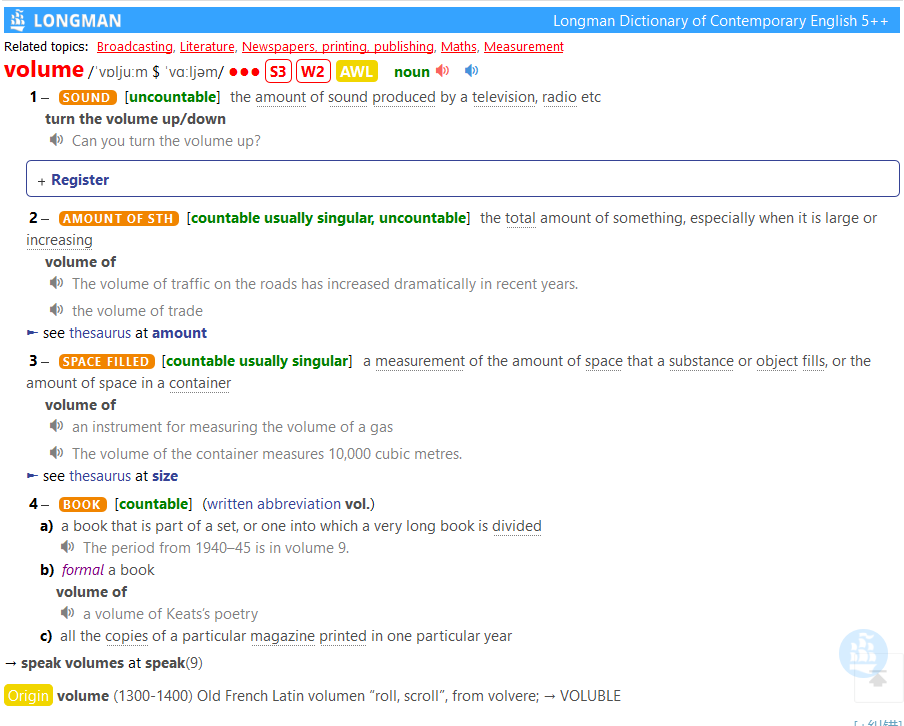 LONGMAN Longman Dictionary of Contemporary English 5++
Related topics: Broadcasting, Literature, Newspapers, printing, publishing, Maths, Measurement
volume /ˈvɒljuːm $ ˈvɑːljəm/ ●●● S3 W2 AWL noun
1 – SOUND [uncountable] the amount of sound produced by a television, radio etc
turn the volume up/down
Can you turn the volume up?
+ Register
2 – AMOUNT OF STH [countable usually singular, uncountable] the total amount of something, especially when it is large or
increasing
volume of
The volume of traffic on the roads has increased dramatically in recent years.
the volume of trade
► see thesaurus at amount
3 – SPACE FILLED [countable usually singular] a measurement of the amount of space that a substance or object fills, or the
amount of space in a container
volume of
an instrument for measuring the volume of a gas
The volume of the container measures 10,000 cubic metres.
► see thesaurus at size
4 – BOOK [countable] (written abbreviation vol.)
a) a book that is part of a set, or one into which a very long book is divided
The period from 1940–45 is in volume 9.
b) formal a book
volume of
a volume of Keats’s poetry
c) all the copies of a particular magazine printed in one particular year
→ speak volumes at speak(9)
Origin volume (1300-1400) Old French Latin volumen “roll, scroll”, from volvere; → VOLUBLE